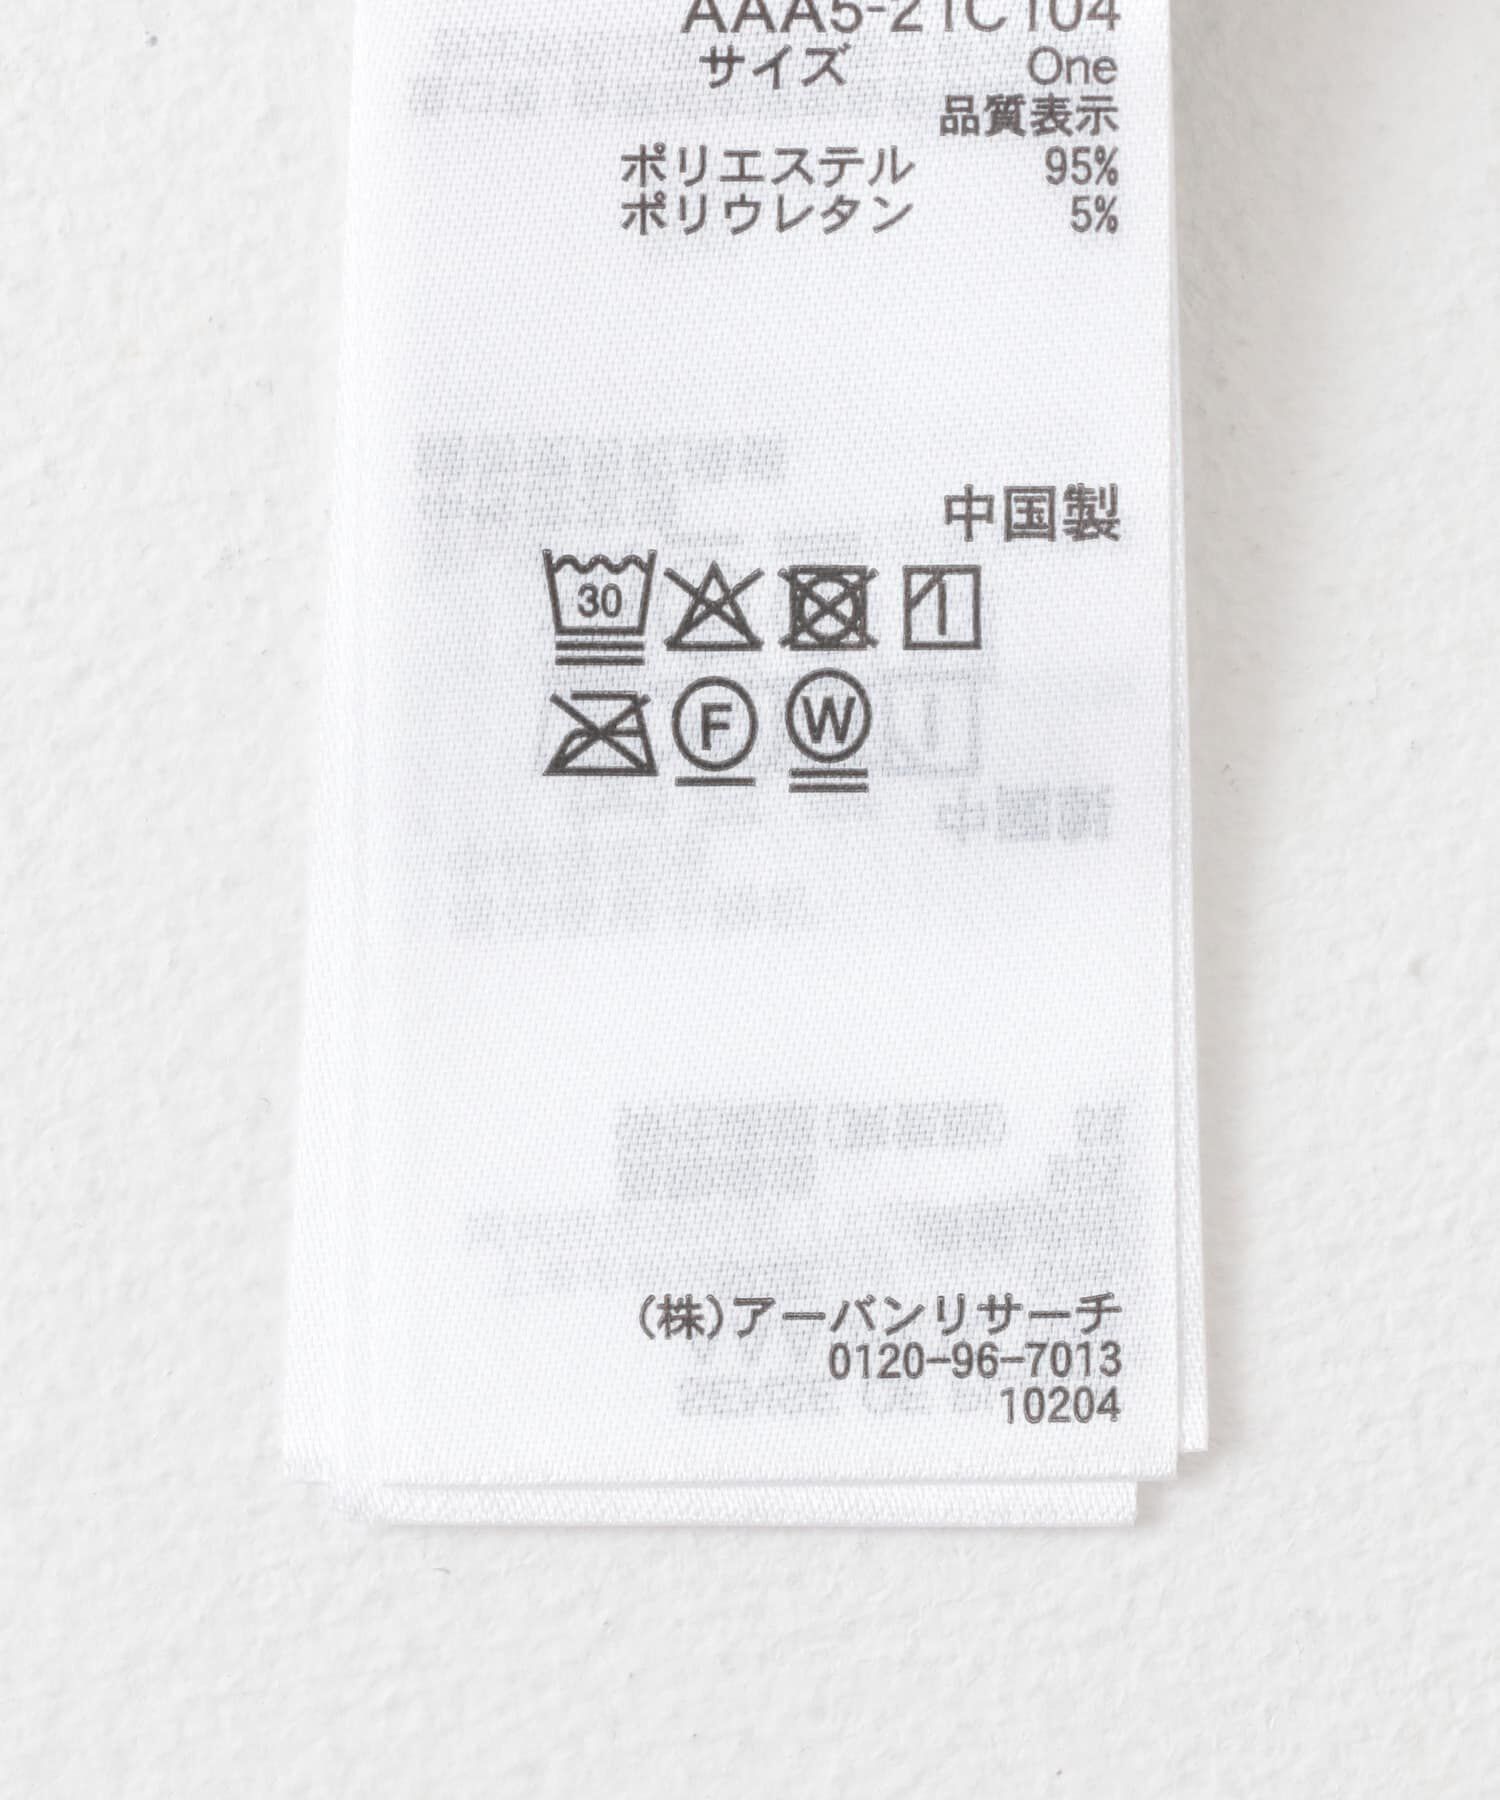 AAA5-21C104
サイズ One
品質表示
ポリエステル 95%
ポリウレタン 5%
中国製
30
F W
(株)アーバンリサーチ
0120-96-7013
10204